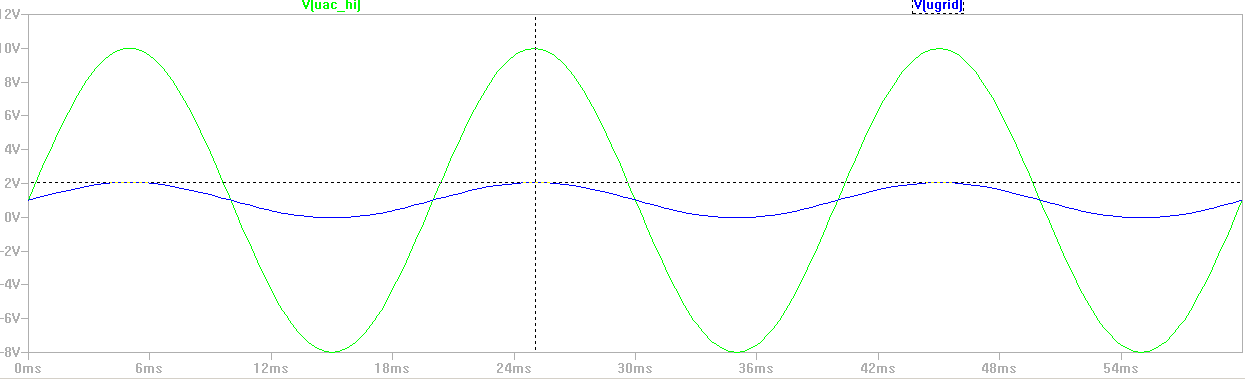 V(uac_hi) V(ugrid)
12V
10V
8V
6V
4V
2V
0V
-2V
-4V
-6V
-8V
0ms 6ms 12ms 18ms 24ms 30ms 36ms 42ms 48ms 54ms